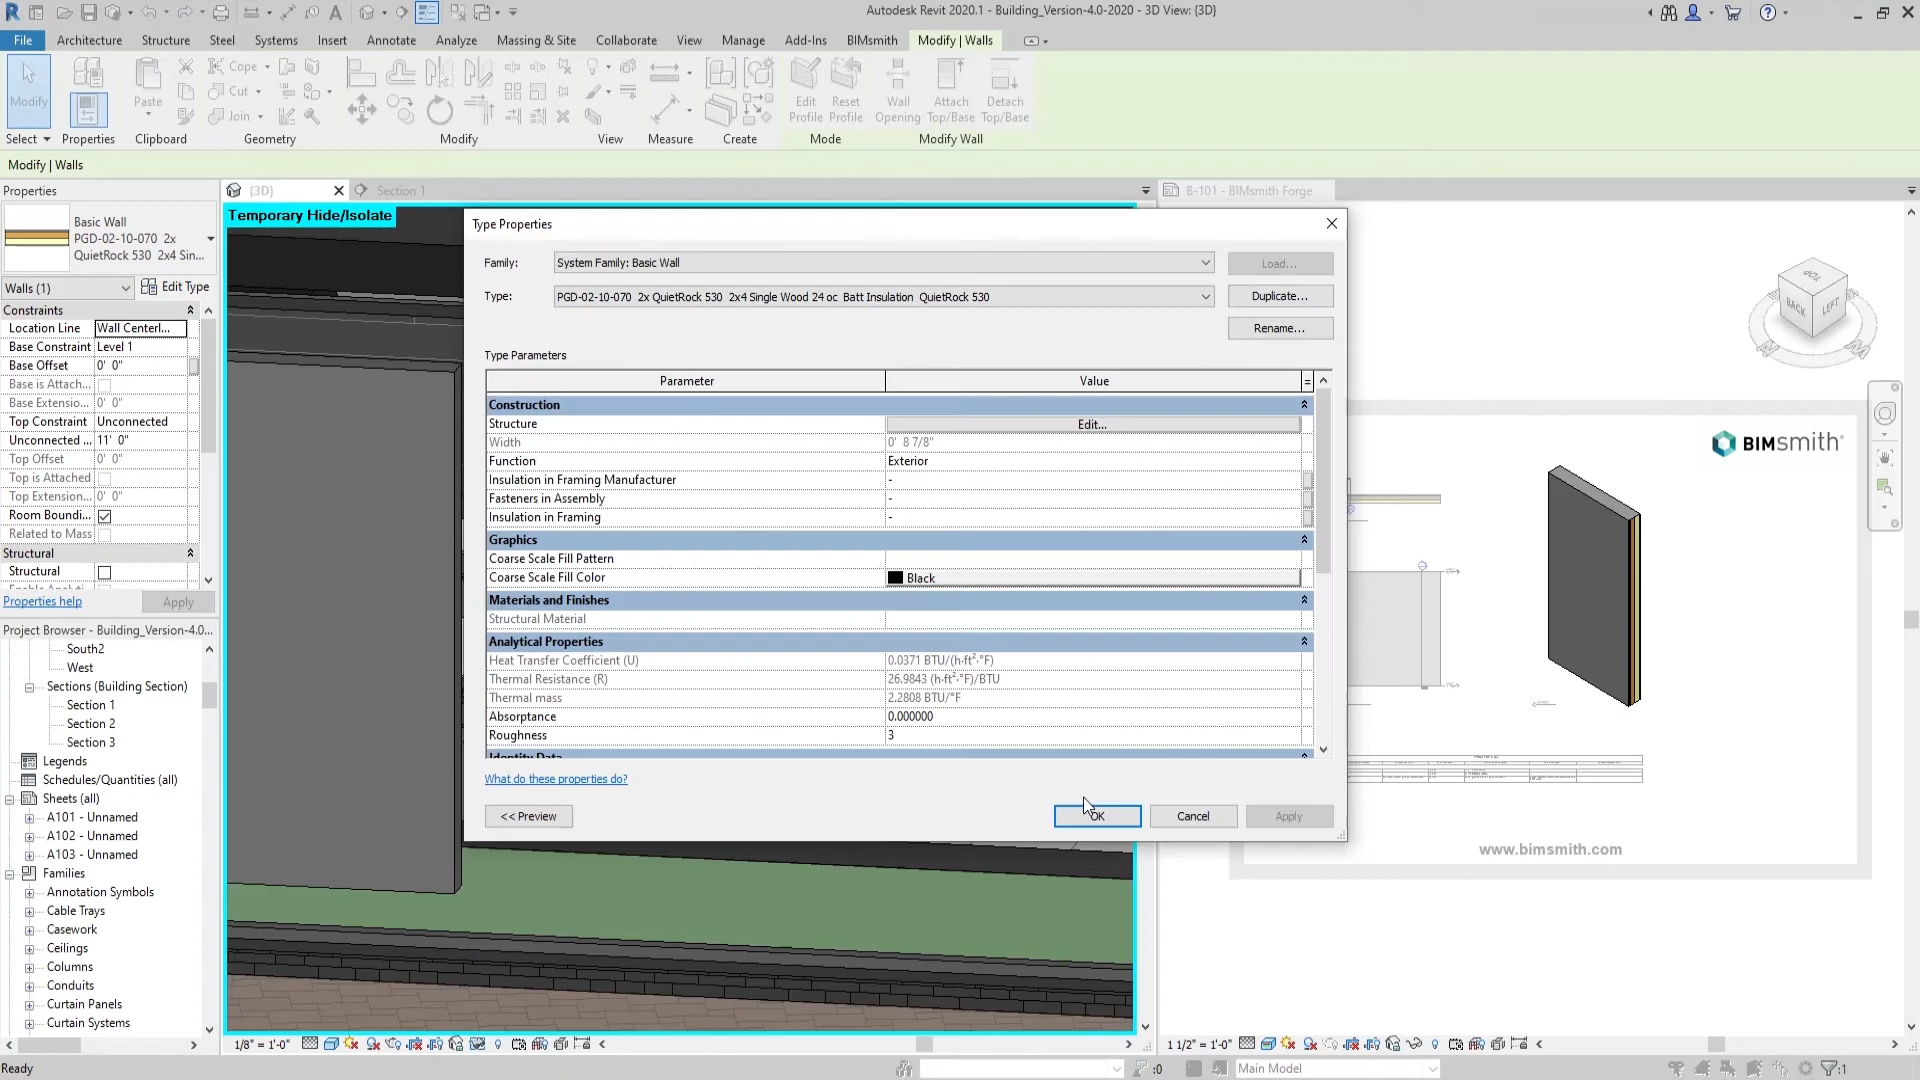 Autodesk Revit 2020.1 - Building_Version-4.0-2020 - 3D View: {3D}
File Architecture Structure Steel Systems Insert Annotate Analyze Massing & Site Collaborate View Manage Add-Ins BIMsmith Modify | Walls
Modify
Paste
Cope
Cut
Join
Edit Profile
Reset Profile
Wall Opening
Attach Top/Base
Detach Top/Base
Select Properties Clipboard Geometry Modify View Measure Create Mode Modify Wall
Modify | Walls
Properties
{3D}
Section 1
B-101 - BIMsmith Forge
Basic Wall
PGD-02-10-070 2x
QuietRock 530 2x4 Sin...
Walls (1)
Edit Type
Constraints
Location Line Wall Centerl...
Base Constraint Level 1
Base Offset 0' 0"
Base is Attach...
Base Extensio... 0' 0"
Top Constraint Unconnected
Unconnected ... 11' 0"
Top Offset 0' 0"
Top is Attached
Top Extension... 0' 0"
Room Boundi...
Related to Mass
Structural
Structural
Properties help
Apply
Project Browser - Building_Version-4.0...
South2
West
Sections (Building Section)
Section 1
Section 2
Section 3
Legends
Schedules/Quantities (all)
Sheets (all)
A101 - Unnamed
A102 - Unnamed
A103 - Unnamed
Families
Annotation Symbols
Cable Trays
Casework
Ceilings
Columns
Conduits
Curtain Panels
Curtain Systems
Temporary Hide/Isolate
Type Properties
Family: System Family: Basic Wall Load...
Type: PGD-02-10-070 2x QuietRock 530 2x4 Single Wood 24 oc Batt Insulation QuietRock 530 Duplicate...
Rename...
Type Parameters
Parameter Value =
Construction
Structure Edit...
Width 0' 8 7/8"
Function Exterior
Insulation in Framing Manufacturer -
Fasteners in Assembly -
Insulation in Framing -
Graphics
Coarse Scale Fill Pattern
Coarse Scale Fill Color Black
Materials and Finishes
Structural Material
Analytical Properties
Heat Transfer Coefficient (U) 0.0371 BTU/(h·ft²·°F)
Thermal Resistance (R) 26.9843 (h·ft²·°F)/BTU
Thermal mass 2.2808 BTU/°F
Absorptance 0.000000
Roughness 3
Identity Data
What do these properties do?
<< Preview OK Cancel Apply
TOP
BACK
LEFT
BIMsmith
www.bimsmith.com
1/8" = 1'-0"
1 1/2" = 1'-0"
Ready
:0
Main Model
:1